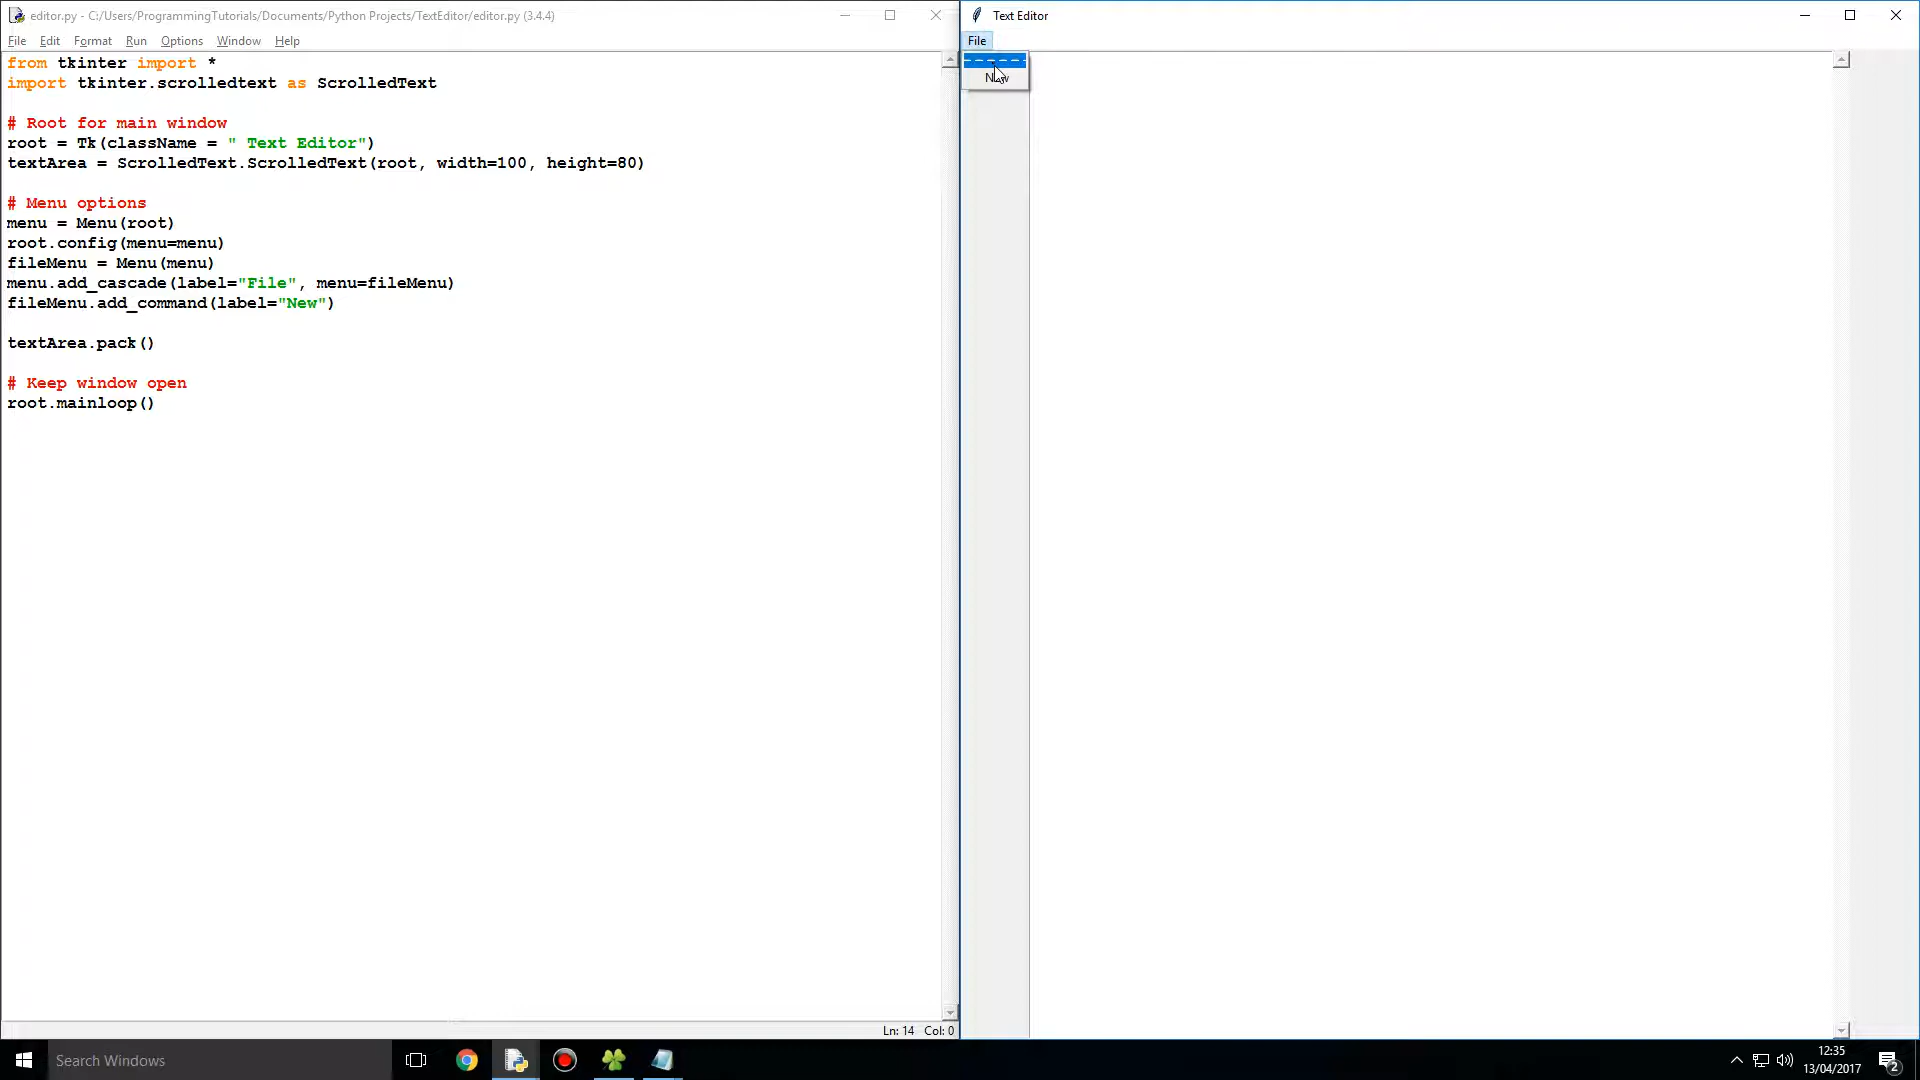 editor.py - C:/Users/ProgrammingTutorials/Documents/Python Projects/TextEditor/editor.py (3.4.4)
File Edit Format Run Options Window Help
from tkinter import *
import tkinter.scrolledtext as ScrolledText
# Root for main window
root = Tk(className = " Text Editor")
textArea = ScrolledText.ScrolledText(root, width=100, height=80)
# Menu options
menu = Menu(root)
root.config(menu=menu)
fileMenu = Menu(menu)
menu.add_cascade(label="File", menu=fileMenu)
fileMenu.add_command(label="New")
textArea.pack()
# Keep window open
root.mainloop()
Ln: 14 Col: 0
Text Editor
File
New
Search Windows
12:35
13/04/2017
2